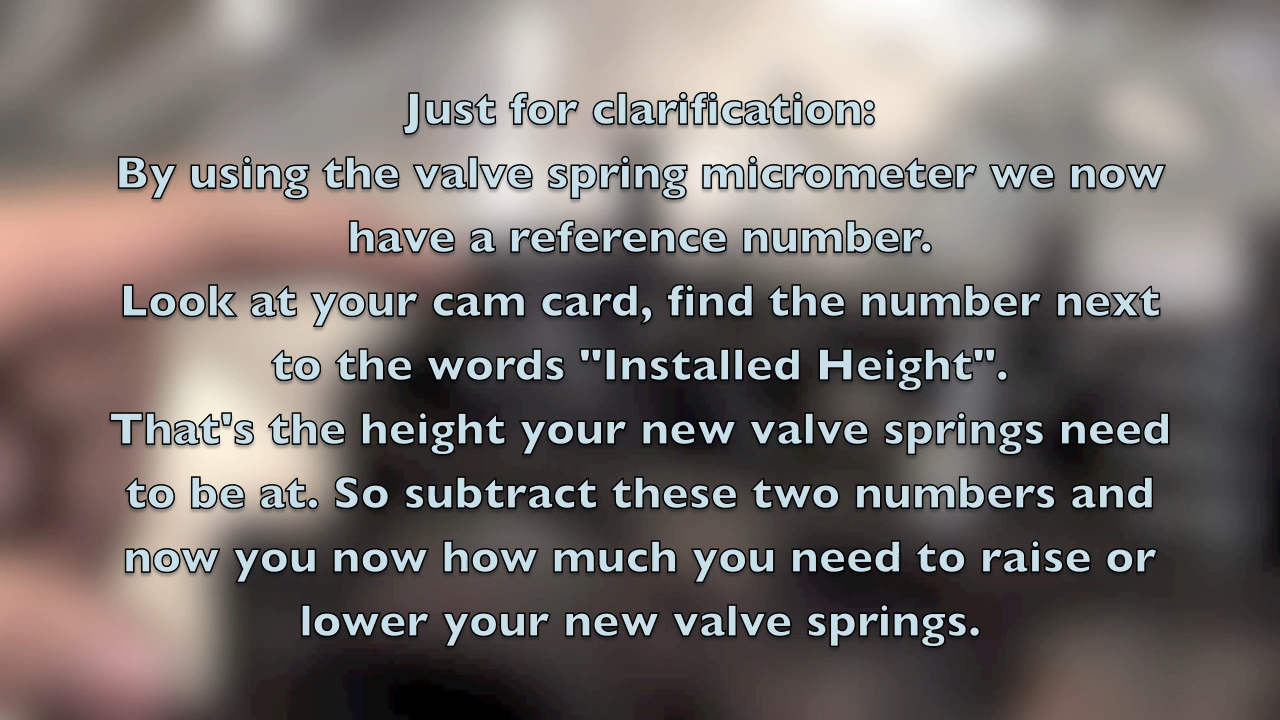 Just for clarification:
By using the valve spring micrometer we now
have a reference number.
Look at your cam card, find the number next
to the words "Installed Height".
That's the height your new valve springs need
to be at. So subtract these two numbers and
now you now how much you need to raise or
lower your new valve springs.